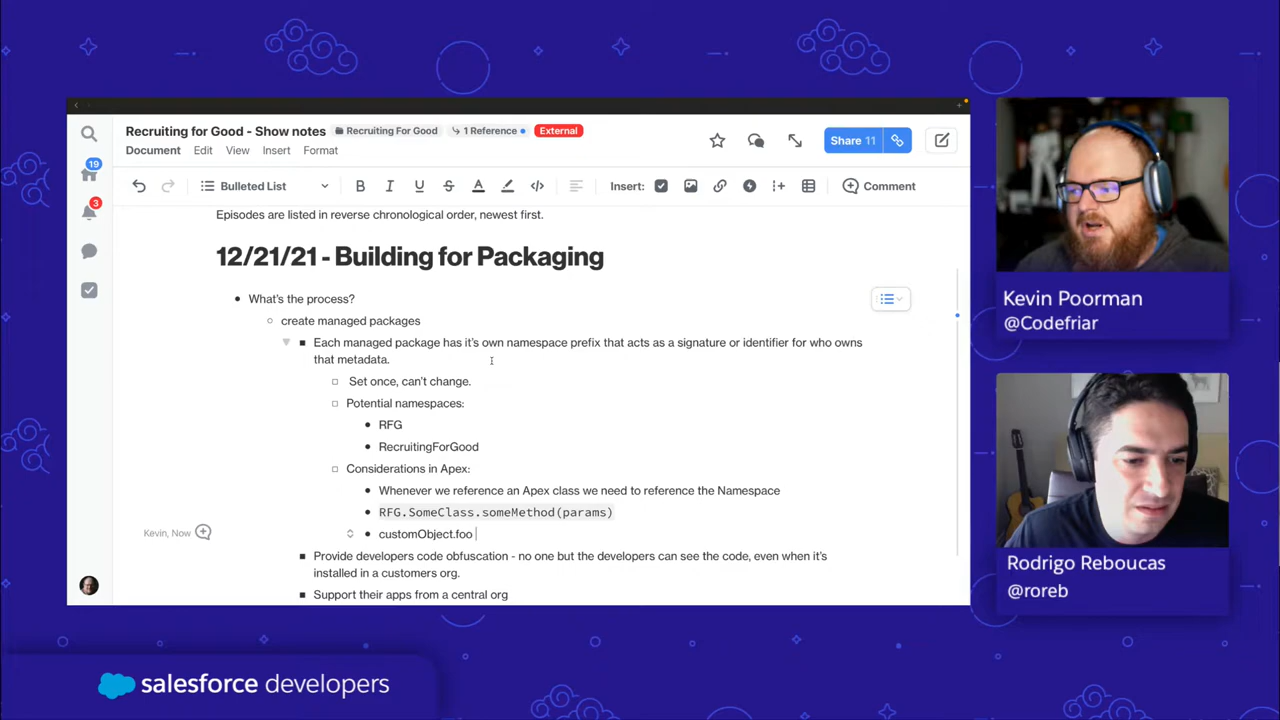 Recruiting for Good - Show notes
Recruiting For Good
1 Reference
External
Document Edit View Insert Format
Share 11
19
3
Bulleted List
B I U S A
Insert:
Comment
Episodes are listed in reverse chronological order, newest first.
12/21/21 - Building for Packaging
What's the process?
create managed packages
Each managed package has it's own namespace prefix that acts as a signature or identifier for who owns
that metadata.
Set once, can't change.
Potential namespaces:
RFG
RecruitingForGood
Considerations in Apex:
Whenever we reference an Apex class we need to reference the Namespace
RFG.SomeClass.someMethod(params)
Kevin, Now
customObject.foo
Provide developers code obfuscation - no one but the developers can see the code, even when it's
installed in a customers org.
Support their apps from a central org
Kevin Poorman
@Codefriar
Rodrigo Reboucas
@roreb
salesforce developers